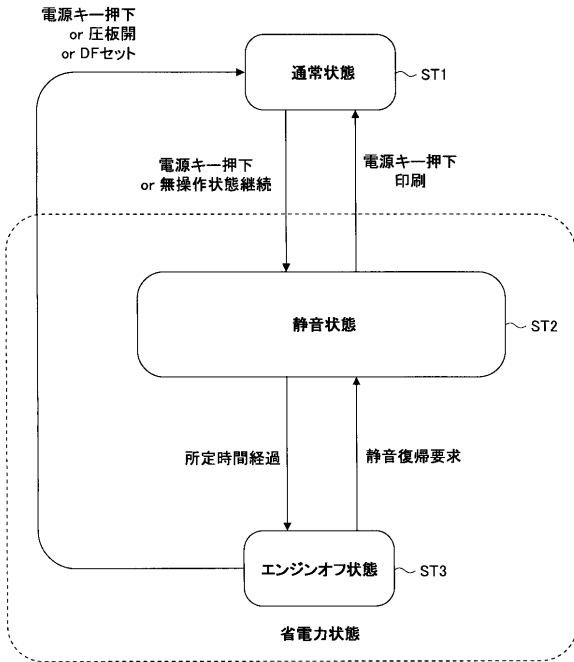 電源キー押下
or 圧板開
or DFセット
通常状態
ST1
電源キー押下
or 無操作状態継続
電源キー押下
印刷
静音状態
ST2
所定時間経過
静音復帰要求
エンジンオフ状態
ST3
省電力状態